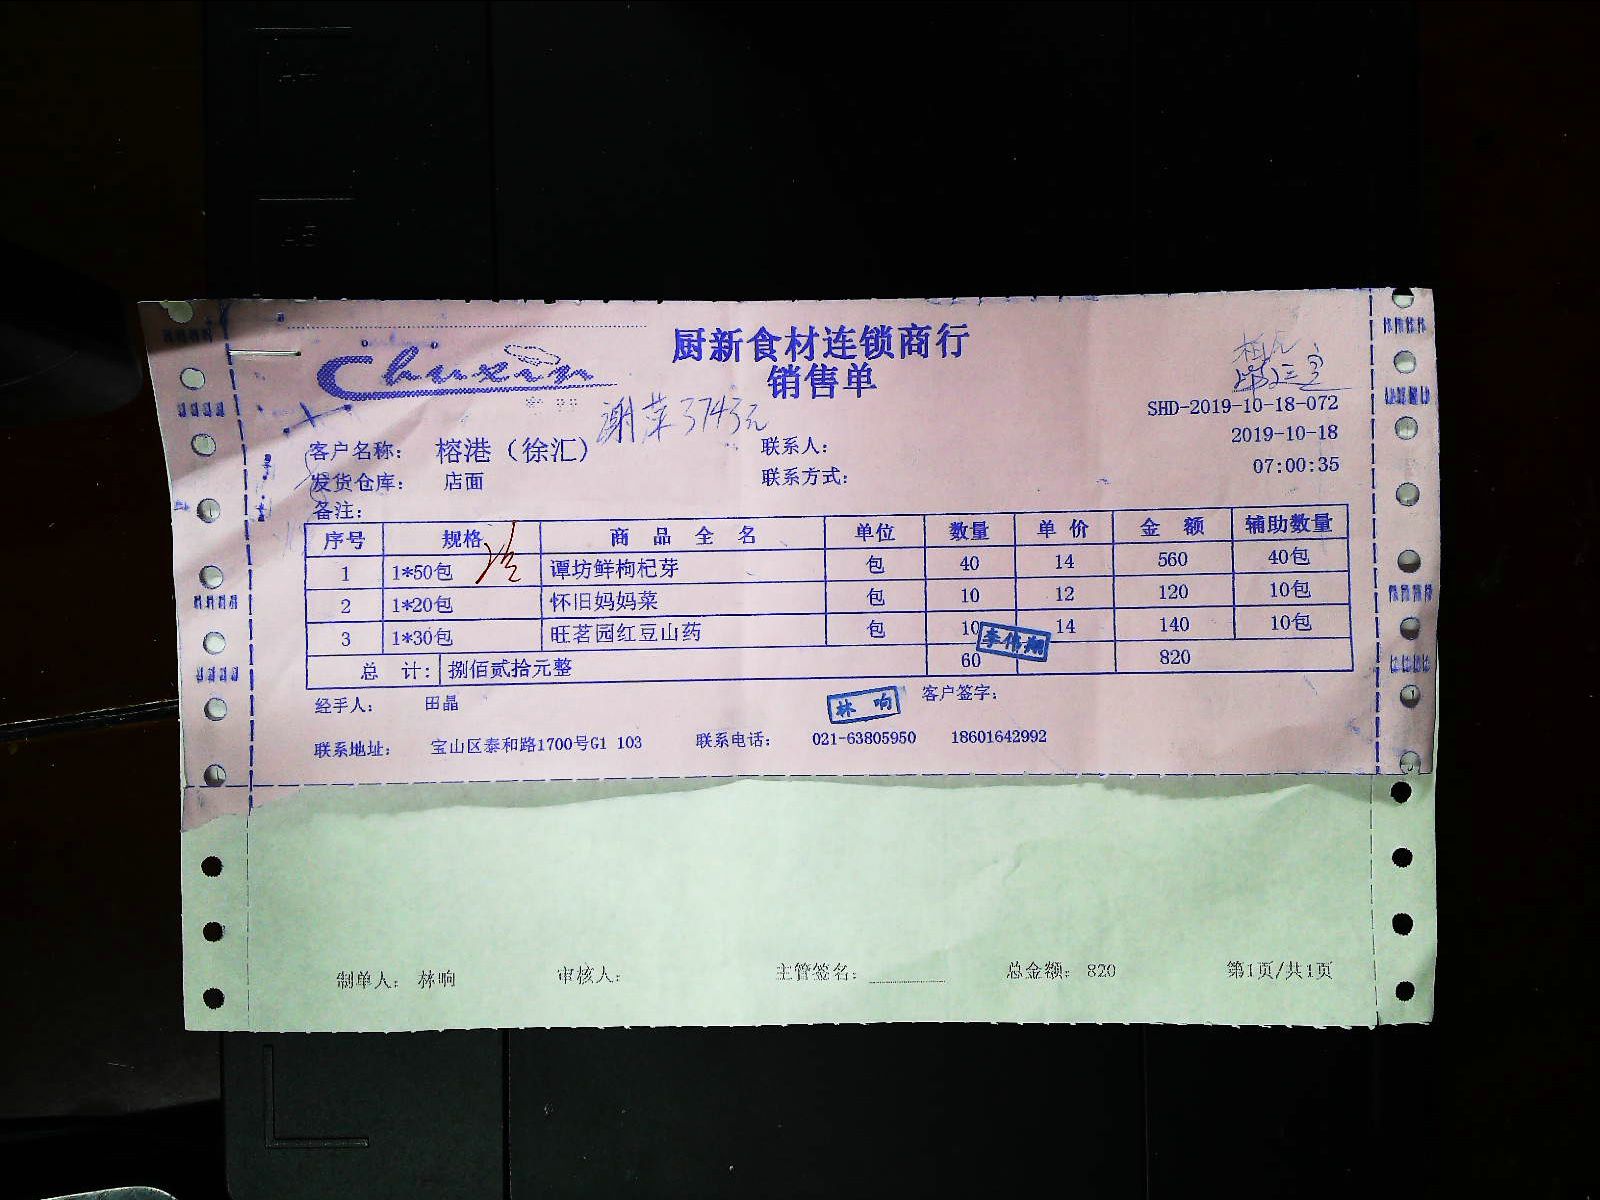 Chuxin
厨新食材连锁商行
销售单
SHD-2019-10-18-072
谢菜3743元
2019-10-18
客户名称: 榕港（徐汇） 联系人:
07:00:35
发货仓库: 店面 联系方式:
备注:
序号 规格 商品全名 单位 数量 单价 金额 辅助数量
1 1*50包 谭坊鲜枸杞芽 包 40 14 560 40包
2 1*20包 怀旧妈妈菜 包 10 12 120 10包
3 1*30包 旺茗园红豆山药 包 10 14 140 10包
李伟翔
总计: 捌佰贰拾元整 60 820
经手人: 田晶 林响 客户签字:
联系地址: 宝山区泰和路1700号G1 103 联系电话: 021-63805950 18601642992
制单人: 林响 审核人: 主管签名: 总金额: 820 第1页/共1页